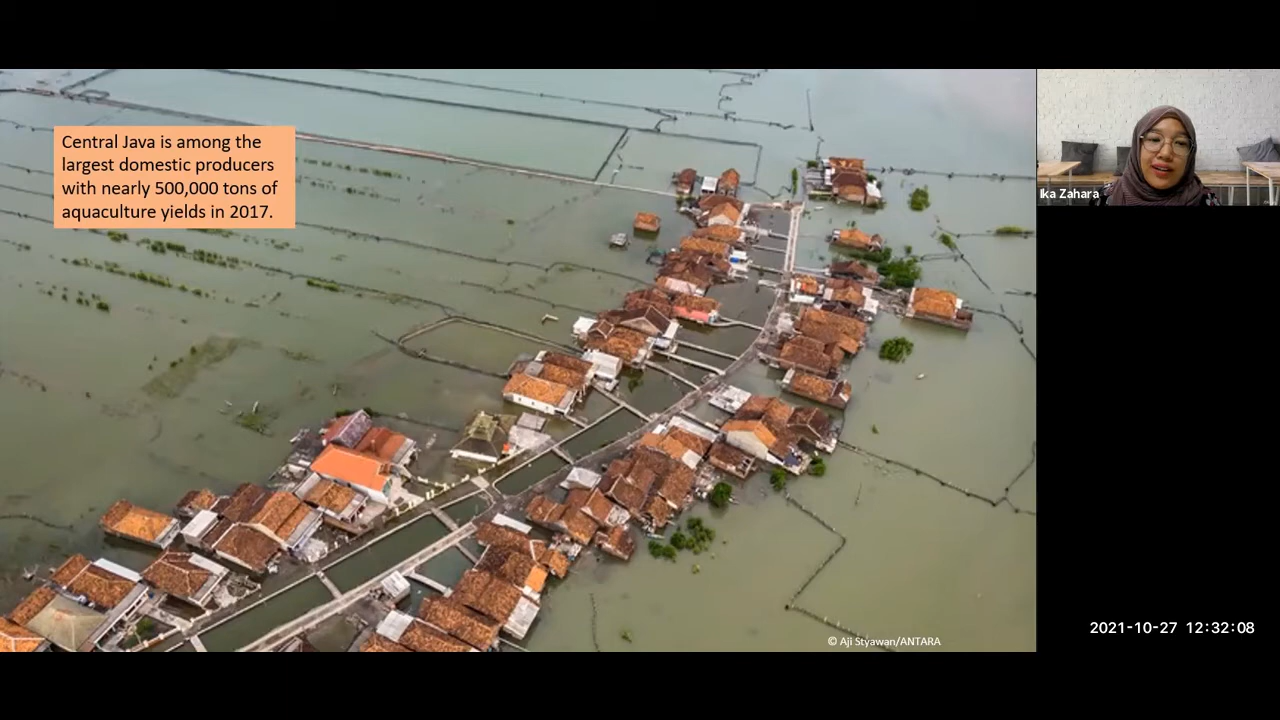 Central Java is among the
largest domestic producers
with nearly 500,000 tons of
aquaculture yields in 2017.
Ika Zahara
2021-10-27 12:32:08
© Aji Styawan/ANTARA